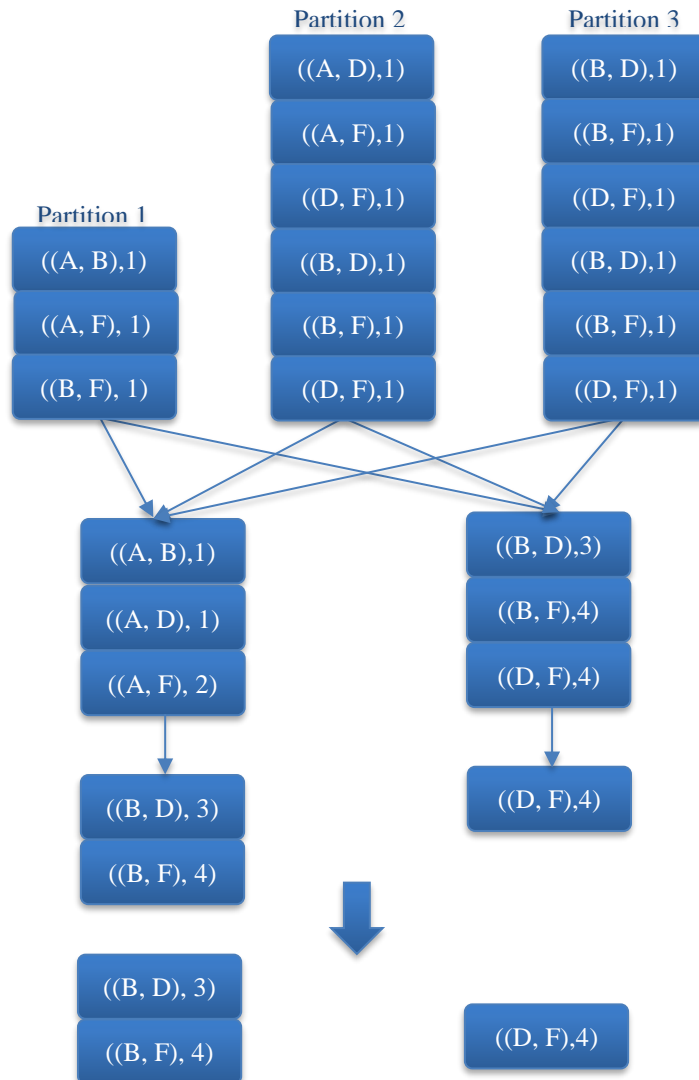 Partition 2
Partition 3
((A, D),1)
((B, D),1)
((A, F),1)
((B, F),1)
((D, F),1)
((D, F),1)
Partition 1
((A, B),1)
((B, D),1)
((B, D),1)
((A, F), 1)
((B, F),1)
((B, F),1)
((B, F), 1)
((D, F),1)
((D, F),1)
((A, B),1)
((B, D),3)
((A, D), 1)
((B, F),4)
((A, F), 2)
((D, F),4)
((B, D), 3)
((D, F),4)
((B, F), 4)
((B, D), 3)
((D, F),4)
((B, F), 4)